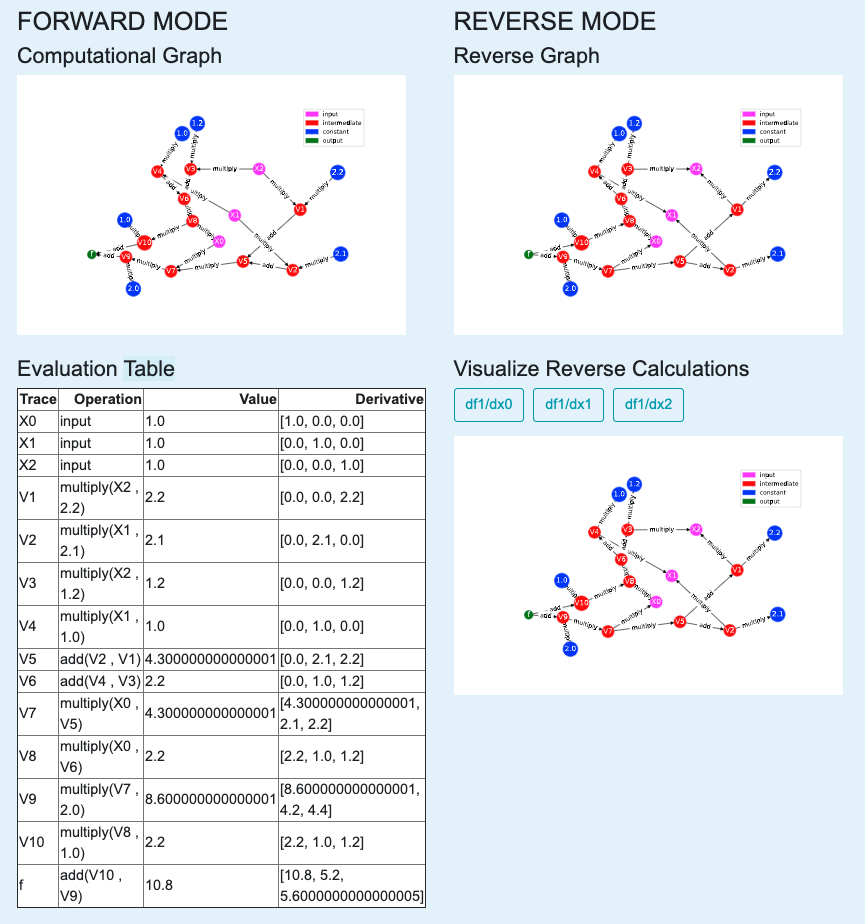 FORWARD MODE
Computational Graph
input
intermediate
constant
output
1.2
1.0
V4
V3
multiply
X2
2.2
multiply
multiply
multiply
add
add
V6
V1
X1
1.0
V8
multiply
X0
V10
add
f
add
V9
multiply
multiply
V7
multiply
V5
add
V2
multiply
2.1
add
multiply
2.0
Evaluation Table
Trace Operation Value Derivative
X0 input 1.0 [1.0, 0.0, 0.0]
X1 input 1.0 [0.0, 1.0, 0.0]
X2 input 1.0 [0.0, 0.0, 1.0]
V1 multiply(X2 , 2.2) 2.2 [0.0, 0.0, 2.2]
V2 multiply(X1 , 2.1) 2.1 [0.0, 2.1, 0.0]
V3 multiply(X2 , 1.2) 1.2 [0.0, 0.0, 1.2]
V4 multiply(X1 , 1.0) 1.0 [0.0, 1.0, 0.0]
V5 add(V2 , V1) 4.300000000000001 [0.0, 2.1, 2.2]
V6 add(V4 , V3) 2.2 [0.0, 1.0, 1.2]
V7 multiply(X0 , V5) 4.300000000000001 [4.300000000000001, 2.1, 2.2]
V8 multiply(X0 , V6) 2.2 [2.2, 1.0, 1.2]
V9 multiply(V7 , 2.0) 8.600000000000001 [8.600000000000001, 4.2, 4.4]
V10 multiply(V8 , 1.0) 2.2 [2.2, 1.0, 1.2]
f add(V10 , V9) 10.8 [10.8, 5.2, 5.6000000000000005]
REVERSE MODE
Reverse Graph
input
intermediate
constant
output
1.2
1.0
V4
V3
multiply
X2
2.2
multiply
multiply
multiply
add
add
V6
V1
X1
1.0
V8
multiply
X0
V10
add
f
add
V9
multiply
multiply
V7
multiply
V5
add
V2
multiply
2.1
add
multiply
2.0
Visualize Reverse Calculations
df1/dx0 df1/dx1 df1/dx2
input
intermediate
constant
output
1.2
1.0
V4
V3
multiply
X2
2.2
multiply
multiply
multiply
add
add
V6
V1
X1
1.0
V8
multiply
X0
V10
add
f
V9
multiply
multiply
V7
multiply
V5
add
V2
multiply
2.1
add
multiply
2.0